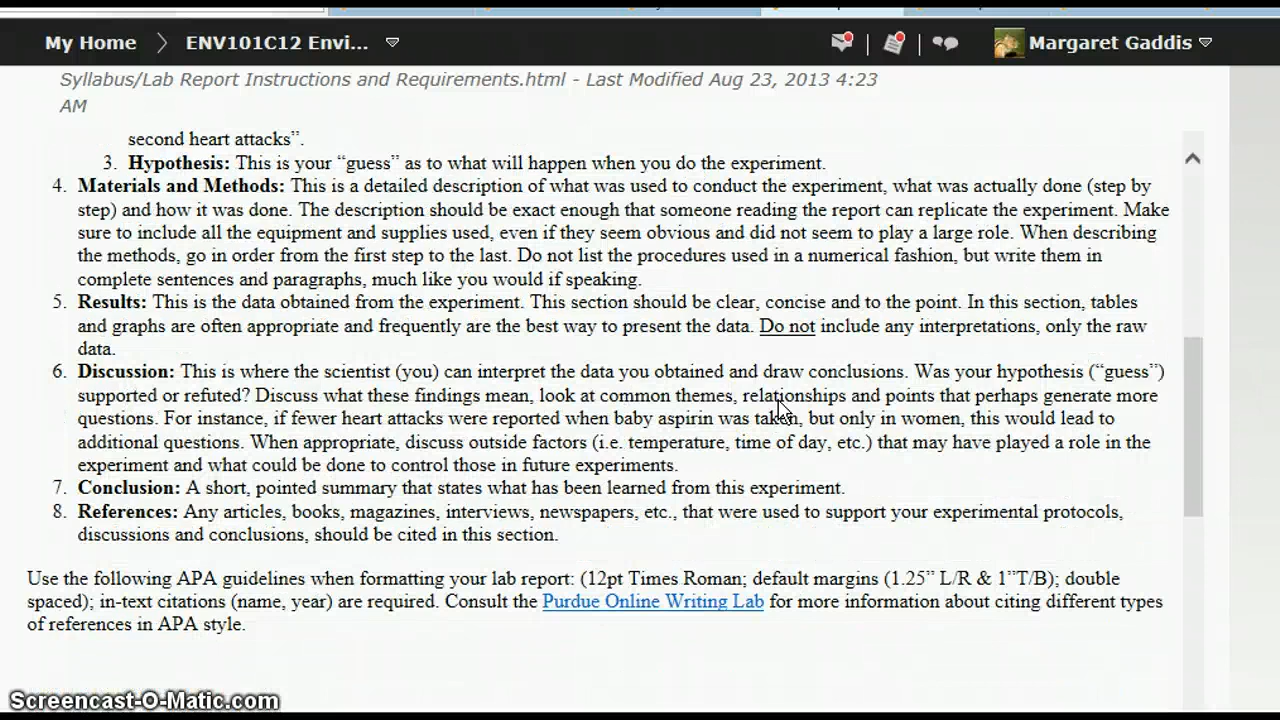 My Home > ENV101C12 Envi... Margaret Gaddis
Syllabus/Lab Report Instructions and Requirements.html - Last Modified Aug 23, 2013 4:23
AM
second heart attacks”.
3. Hypothesis: This is your “guess” as to what will happen when you do the experiment.
4. Materials and Methods: This is a detailed description of what was used to conduct the experiment, what was actually done (step by
step) and how it was done. The description should be exact enough that someone reading the report can replicate the experiment. Make
sure to include all the equipment and supplies used, even if they seem obvious and did not seem to play a large role. When describing
the methods, go in order from the first step to the last. Do not list the procedures used in a numerical fashion, but write them in
complete sentences and paragraphs, much like you would if speaking.
5. Results: This is the data obtained from the experiment. This section should be clear, concise and to the point. In this section, tables
and graphs are often appropriate and frequently are the best way to present the data. Do not include any interpretations, only the raw
data.
6. Discussion: This is where the scientist (you) can interpret the data you obtained and draw conclusions. Was your hypothesis (“guess”)
supported or refuted? Discuss what these findings mean, look at common themes, relationships and points that perhaps generate more
questions. For instance, if fewer heart attacks were reported when baby aspirin was taken, but only in women, this would lead to
additional questions. When appropriate, discuss outside factors (i.e. temperature, time of day, etc.) that may have played a role in the
experiment and what could be done to control those in future experiments.
7. Conclusion: A short, pointed summary that states what has been learned from this experiment.
8. References: Any articles, books, magazines, interviews, newspapers, etc., that were used to support your experimental protocols,
discussions and conclusions, should be cited in this section.
Use the following APA guidelines when formatting your lab report: (12pt Times Roman; default margins (1.25” L/R & 1”T/B); double
spaced); in-text citations (name, year) are required. Consult the Purdue Online Writing Lab for more information about citing different types
of references in APA style.
Screencast-O-Matic.com